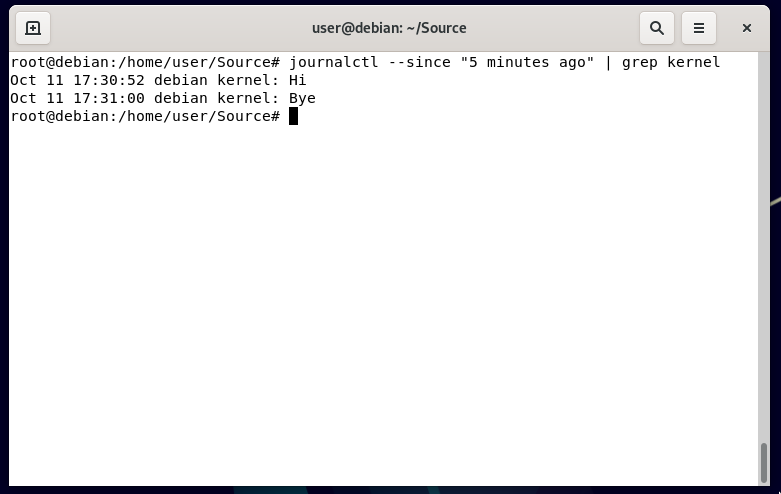 user@debian: ~/Source
root@debian:/home/user/Source# journalctl --since "5 minutes ago" | grep kernel
Oct 11 17:30:52 debian kernel: Hi
Oct 11 17:31:00 debian kernel: Bye
root@debian:/home/user/Source#